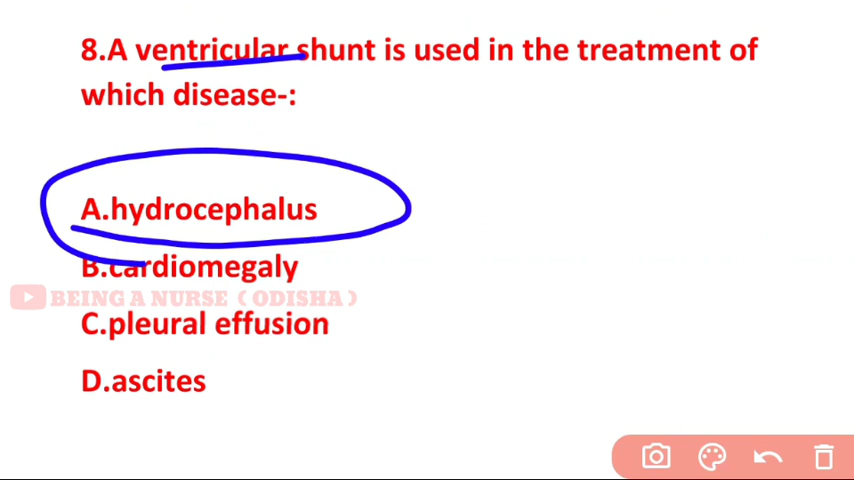 8.A ventricular shunt is used in the treatment of
which disease-:
A.hydrocephalus
B.cardiomegaly
BEING A NURSE ( ODISHA )
C.pleural effusion
D.ascites